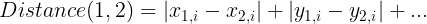 Distance(1, 2) = |x_{1,i} − x_{2,i}| + |y_{1,i} − y_{2,i}| + ...